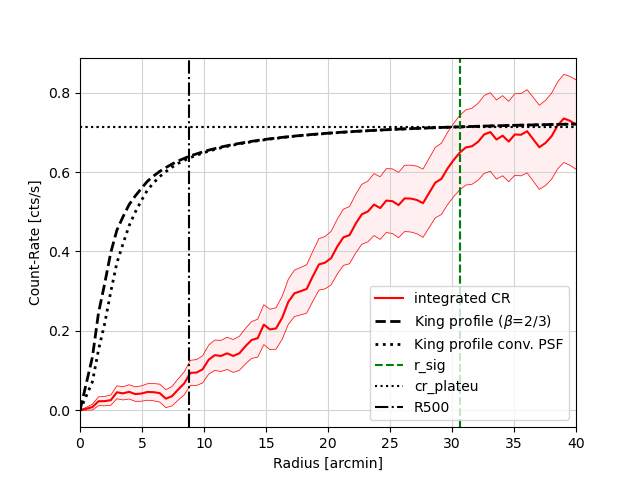 0.8
0.6
0.4
0.2
0.0
Count-Rate [cts/s]
integrated CR
King profile (β=2/3)
King profile conv. PSF
r_sig
cr_plateu
R500
0 5 10 15 20 25 30 35 40
Radius [arcmin]